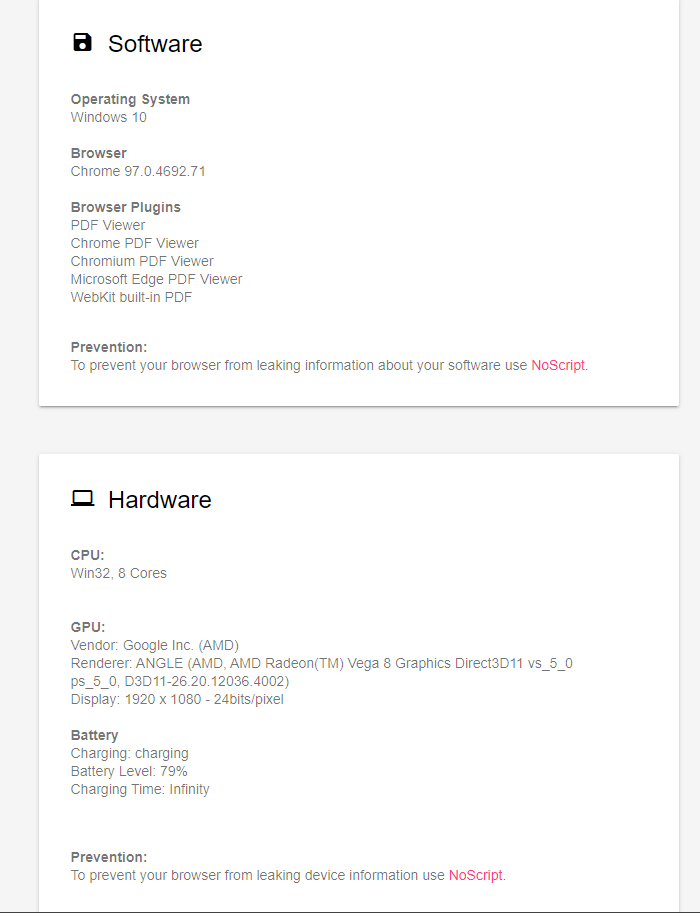 Software
Operating System
Windows 10
Browser
Chrome 97.0.4692.71
Browser Plugins
PDF Viewer
Chrome PDF Viewer
Chromium PDF Viewer
Microsoft Edge PDF Viewer
WebKit built-in PDF
Prevention:
To prevent your browser from leaking information about your software use NoScript.
Hardware
CPU:
Win32, 8 Cores
GPU:
Vendor: Google Inc. (AMD)
Renderer: ANGLE (AMD, AMD Radeon(TM) Vega 8 Graphics Direct3D11 vs_5_0
ps_5_0, D3D11-26.20.12036.4002)
Display: 1920 x 1080 - 24bits/pixel
Battery
Charging: charging
Battery Level: 79%
Charging Time: Infinity
Prevention:
To prevent your browser from leaking device information use NoScript.